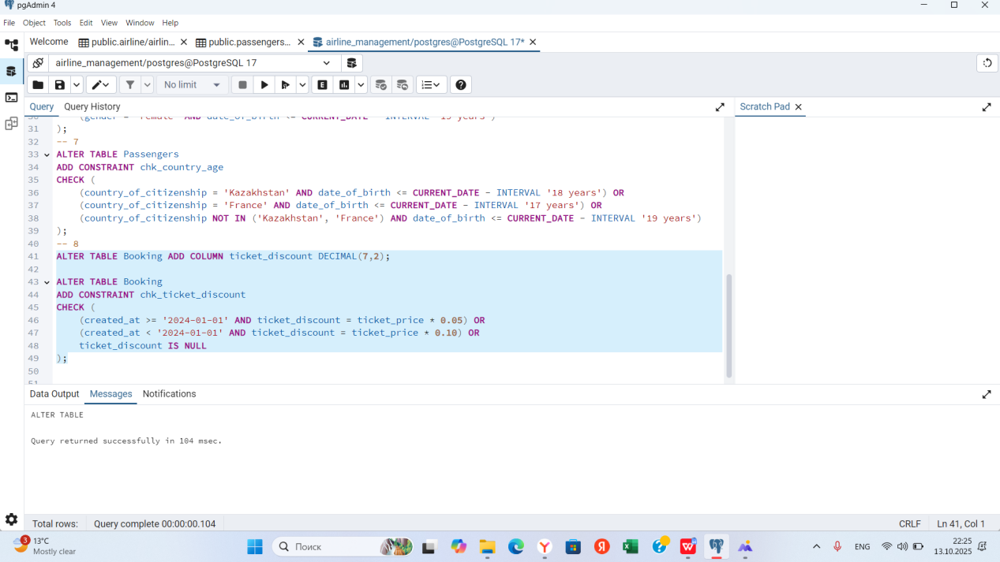 pgAdmin 4
File Object Tools Edit View Window Help
Welcome public.airline/airlin... public.passengers... airline_management/postgres@PostgreSQL 17*
airline_management/postgres@PostgreSQL 17
No limit
Query Query History
Scratch Pad
30 (gender = 'female' AND date_of_birth <= CURRENT_DATE - INTERVAL '19 years')
31 );
32 -- 7
33 ALTER TABLE Passengers
34 ADD CONSTRAINT chk_country_age
35 CHECK (
36 (country_of_citizenship = 'Kazakhstan' AND date_of_birth <= CURRENT_DATE - INTERVAL '18 years') OR
37 (country_of_citizenship = 'France' AND date_of_birth <= CURRENT_DATE - INTERVAL '17 years') OR
38 (country_of_citizenship NOT IN ('Kazakhstan', 'France') AND date_of_birth <= CURRENT_DATE - INTERVAL '19 years')
39 );
40 -- 8
41 ALTER TABLE Booking ADD COLUMN ticket_discount DECIMAL(7,2);
42
43 ALTER TABLE Booking
44 ADD CONSTRAINT chk_ticket_discount
45 CHECK (
46 (created_at >= '2024-01-01' AND ticket_discount = ticket_price * 0.05) OR
47 (created_at < '2024-01-01' AND ticket_discount = ticket_price * 0.10) OR
48 ticket_discount IS NULL
49 );
50
51
Data Output Messages Notifications
ALTER TABLE
Query returned successfully in 104 msec.
Total rows: Query complete 00:00:00.104 CRLF Ln 41, Col 1
3 13°C
Mostly clear
Поиск
ENG
22:25
13.10.2025